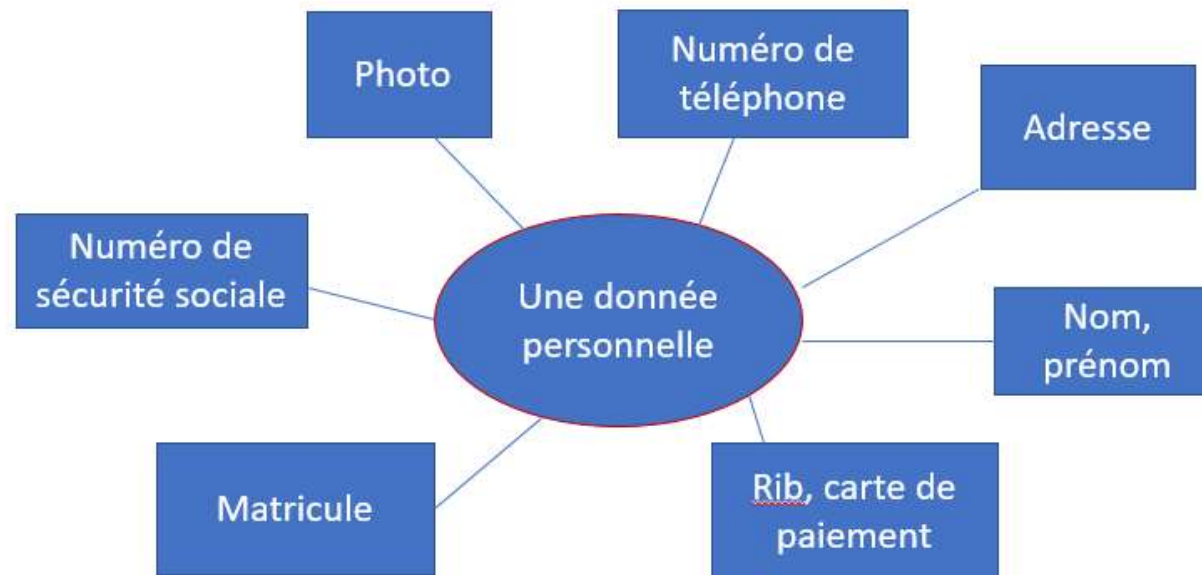 Photo
Numéro de
téléphone
Adresse
Numéro de
sécurité sociale
Une donnée
personnelle
Nom,
prénom
Matricule
Rib, carte de
paiement